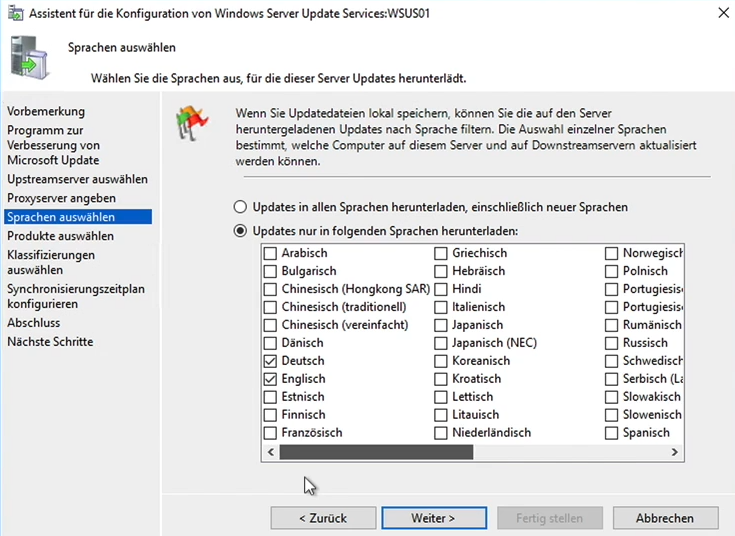 Assistent für die Konfiguration von Windows Server Update Services:WSUS01
Sprachen auswählen
Wählen Sie die Sprachen aus, für die dieser Server Updates herunterlädt.
Vorbemerkung
Programm zur
Verbesserung von
Microsoft Update
Upstreamserver auswählen
Proxyserver angeben
Sprachen auswählen
Produkte auswählen
Klassifizierungen
auswählen
Synchronisierungszeitplan
konfigurieren
Abschluss
Nächste Schritte
Wenn Sie Updatedateien lokal speichern, können Sie die auf den Server
heruntergeladenen Updates nach Sprache filtern. Die Auswahl einzelner Sprachen
bestimmt, welche Computer auf diesem Server und auf Downstreamservern aktualisiert
werden können.
Updates in allen Sprachen herunterladen, einschließlich neuer Sprachen
Updates nur in folgenden Sprachen herunterladen:
Arabisch
Bulgarisch
Chinesisch (Hongkong SAR)
Chinesisch (traditionell)
Chinesisch (vereinfacht)
Dänisch
Deutsch
Englisch
Estnisch
Finnisch
Französisch
Griechisch
Hebräisch
Hindi
Italienisch
Japanisch
Japanisch (NEC)
Koreanisch
Kroatisch
Lettisch
Litauisch
Niederländisch
Norwegisch
Polnisch
Portugiesis
Portugiesis
Rumänisch
Russisch
Schwedisch
Serbisch (La
Slowakisch
Slowenisch
Spanisch
< Zurück
Weiter >
Fertig stellen
Abbrechen